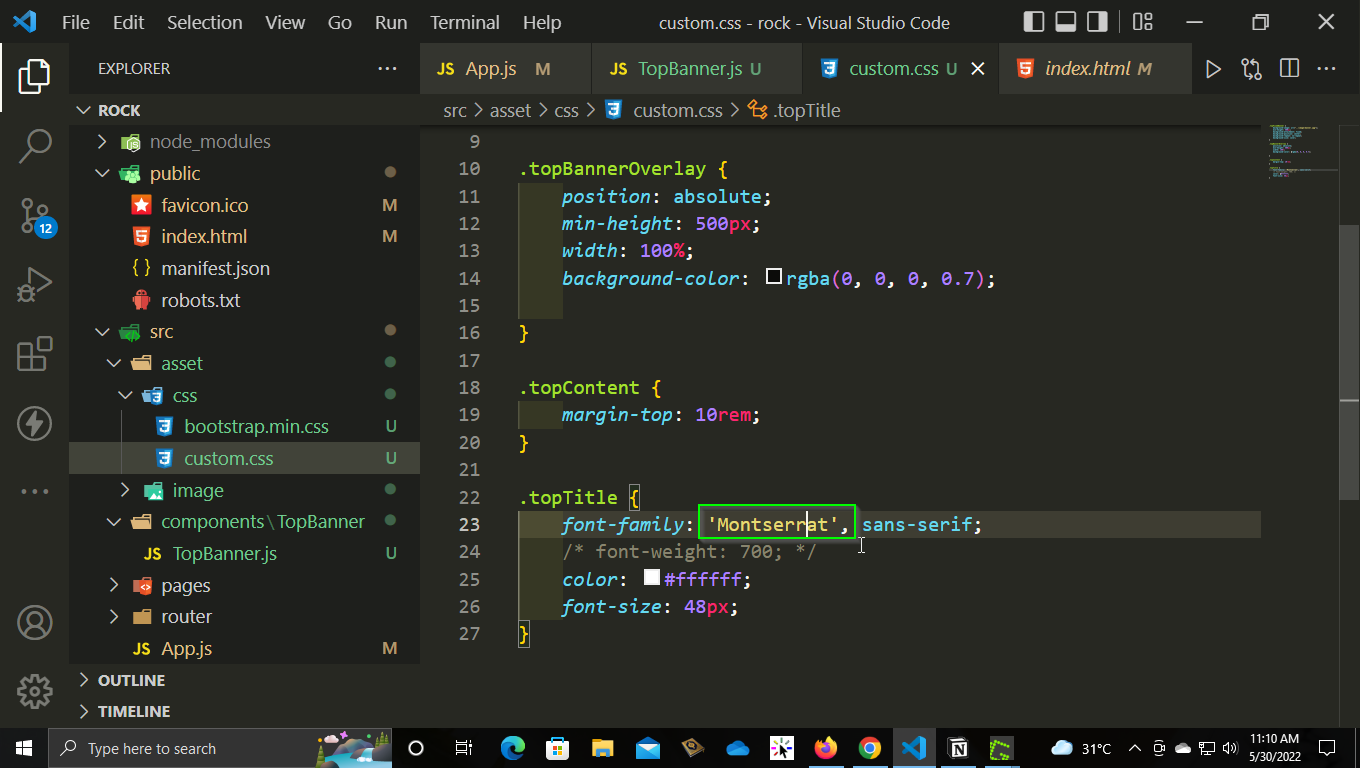 File Edit Selection View Go Run Terminal Help custom.css - rock - Visual Studio Code
EXPLORER
JS App.js M JS TopBanner.js U custom.css U index.html M
ROCK
src > asset > css > custom.css > .topTitle
node_modules
public
favicon.ico M
index.html M
{ } manifest.json
robots.txt
src
asset
css
bootstrap.min.css U
custom.css U
image
components\TopBanner
JS TopBanner.js U
pages
router
JS App.js M
OUTLINE
TIMELINE
12
9
10 .topBannerOverlay {
11 position: absolute;
12 min-height: 500px;
13 width: 100%;
14 background-color: rgba(0, 0, 0, 0.7);
15
16 }
17
18 .topContent {
19 margin-top: 10rem;
20 }
21
22 .topTitle {
23 font-family: 'Montserrat', sans-serif;
24 /* font-weight: 700; */
25 color: #ffffff;
26 font-size: 48px;
27 }
Type here to search
31°C
11:10 AM
5/30/2022